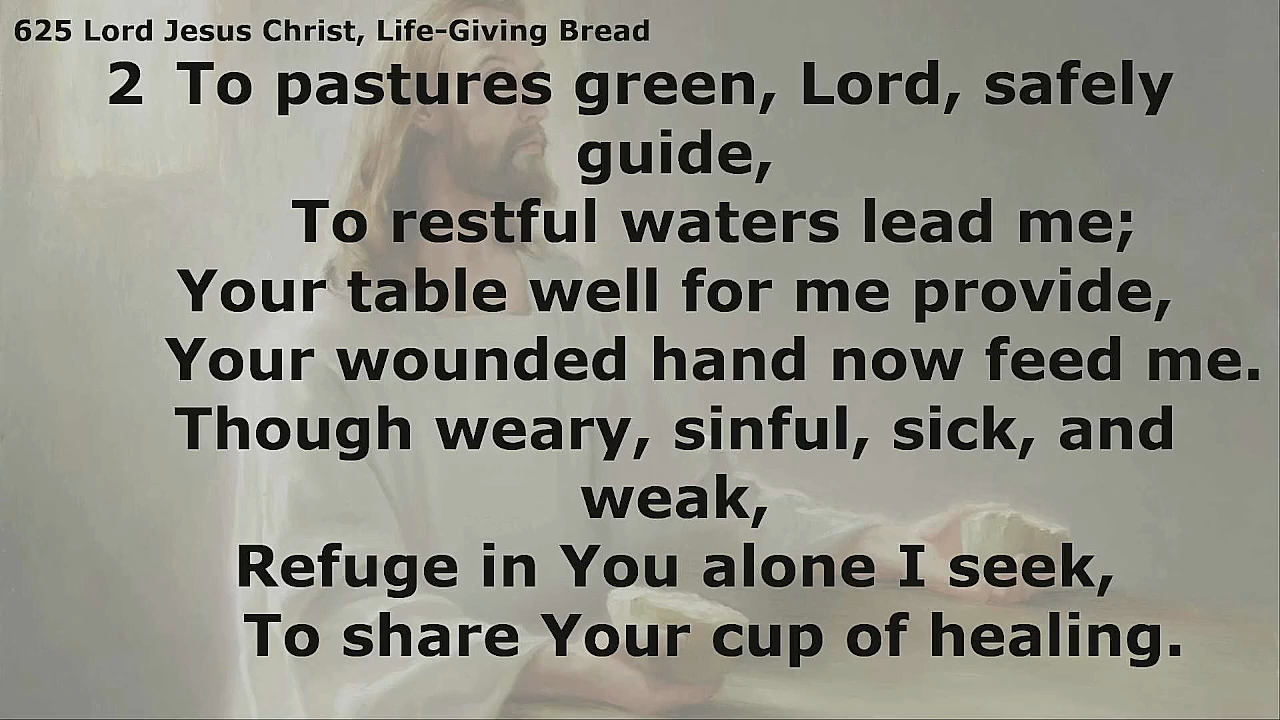 625 Lord Jesus Christ, Life-Giving Bread
2 To pastures green, Lord, safely
guide,
To restful waters lead me;
Your table well for me provide,
Your wounded hand now feed me.
Though weary, sinful, sick, and
weak,
Refuge in You alone I seek,
To share Your cup of healing.